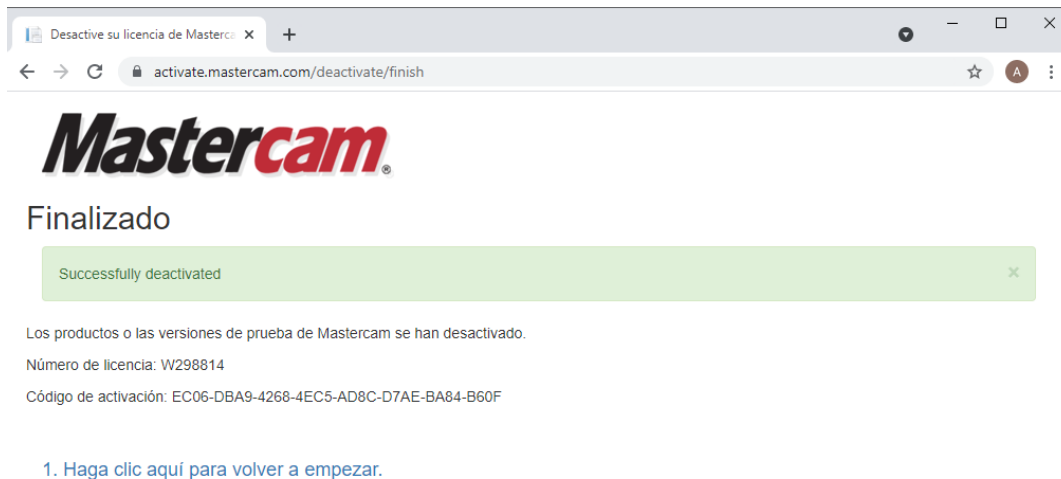 Desactive su licencia de Masterca
activate.mastercam.com/deactivate/finish
A
Mastercam®
Finalizado
Successfully deactivated
Los productos o las versiones de prueba de Mastercam se han desactivado.
Número de licencia: W298814
Código de activación: EC06-DBA9-4268-4EC5-AD8C-D7AE-BA84-B60F
1. Haga clic aquí para volver a empezar.